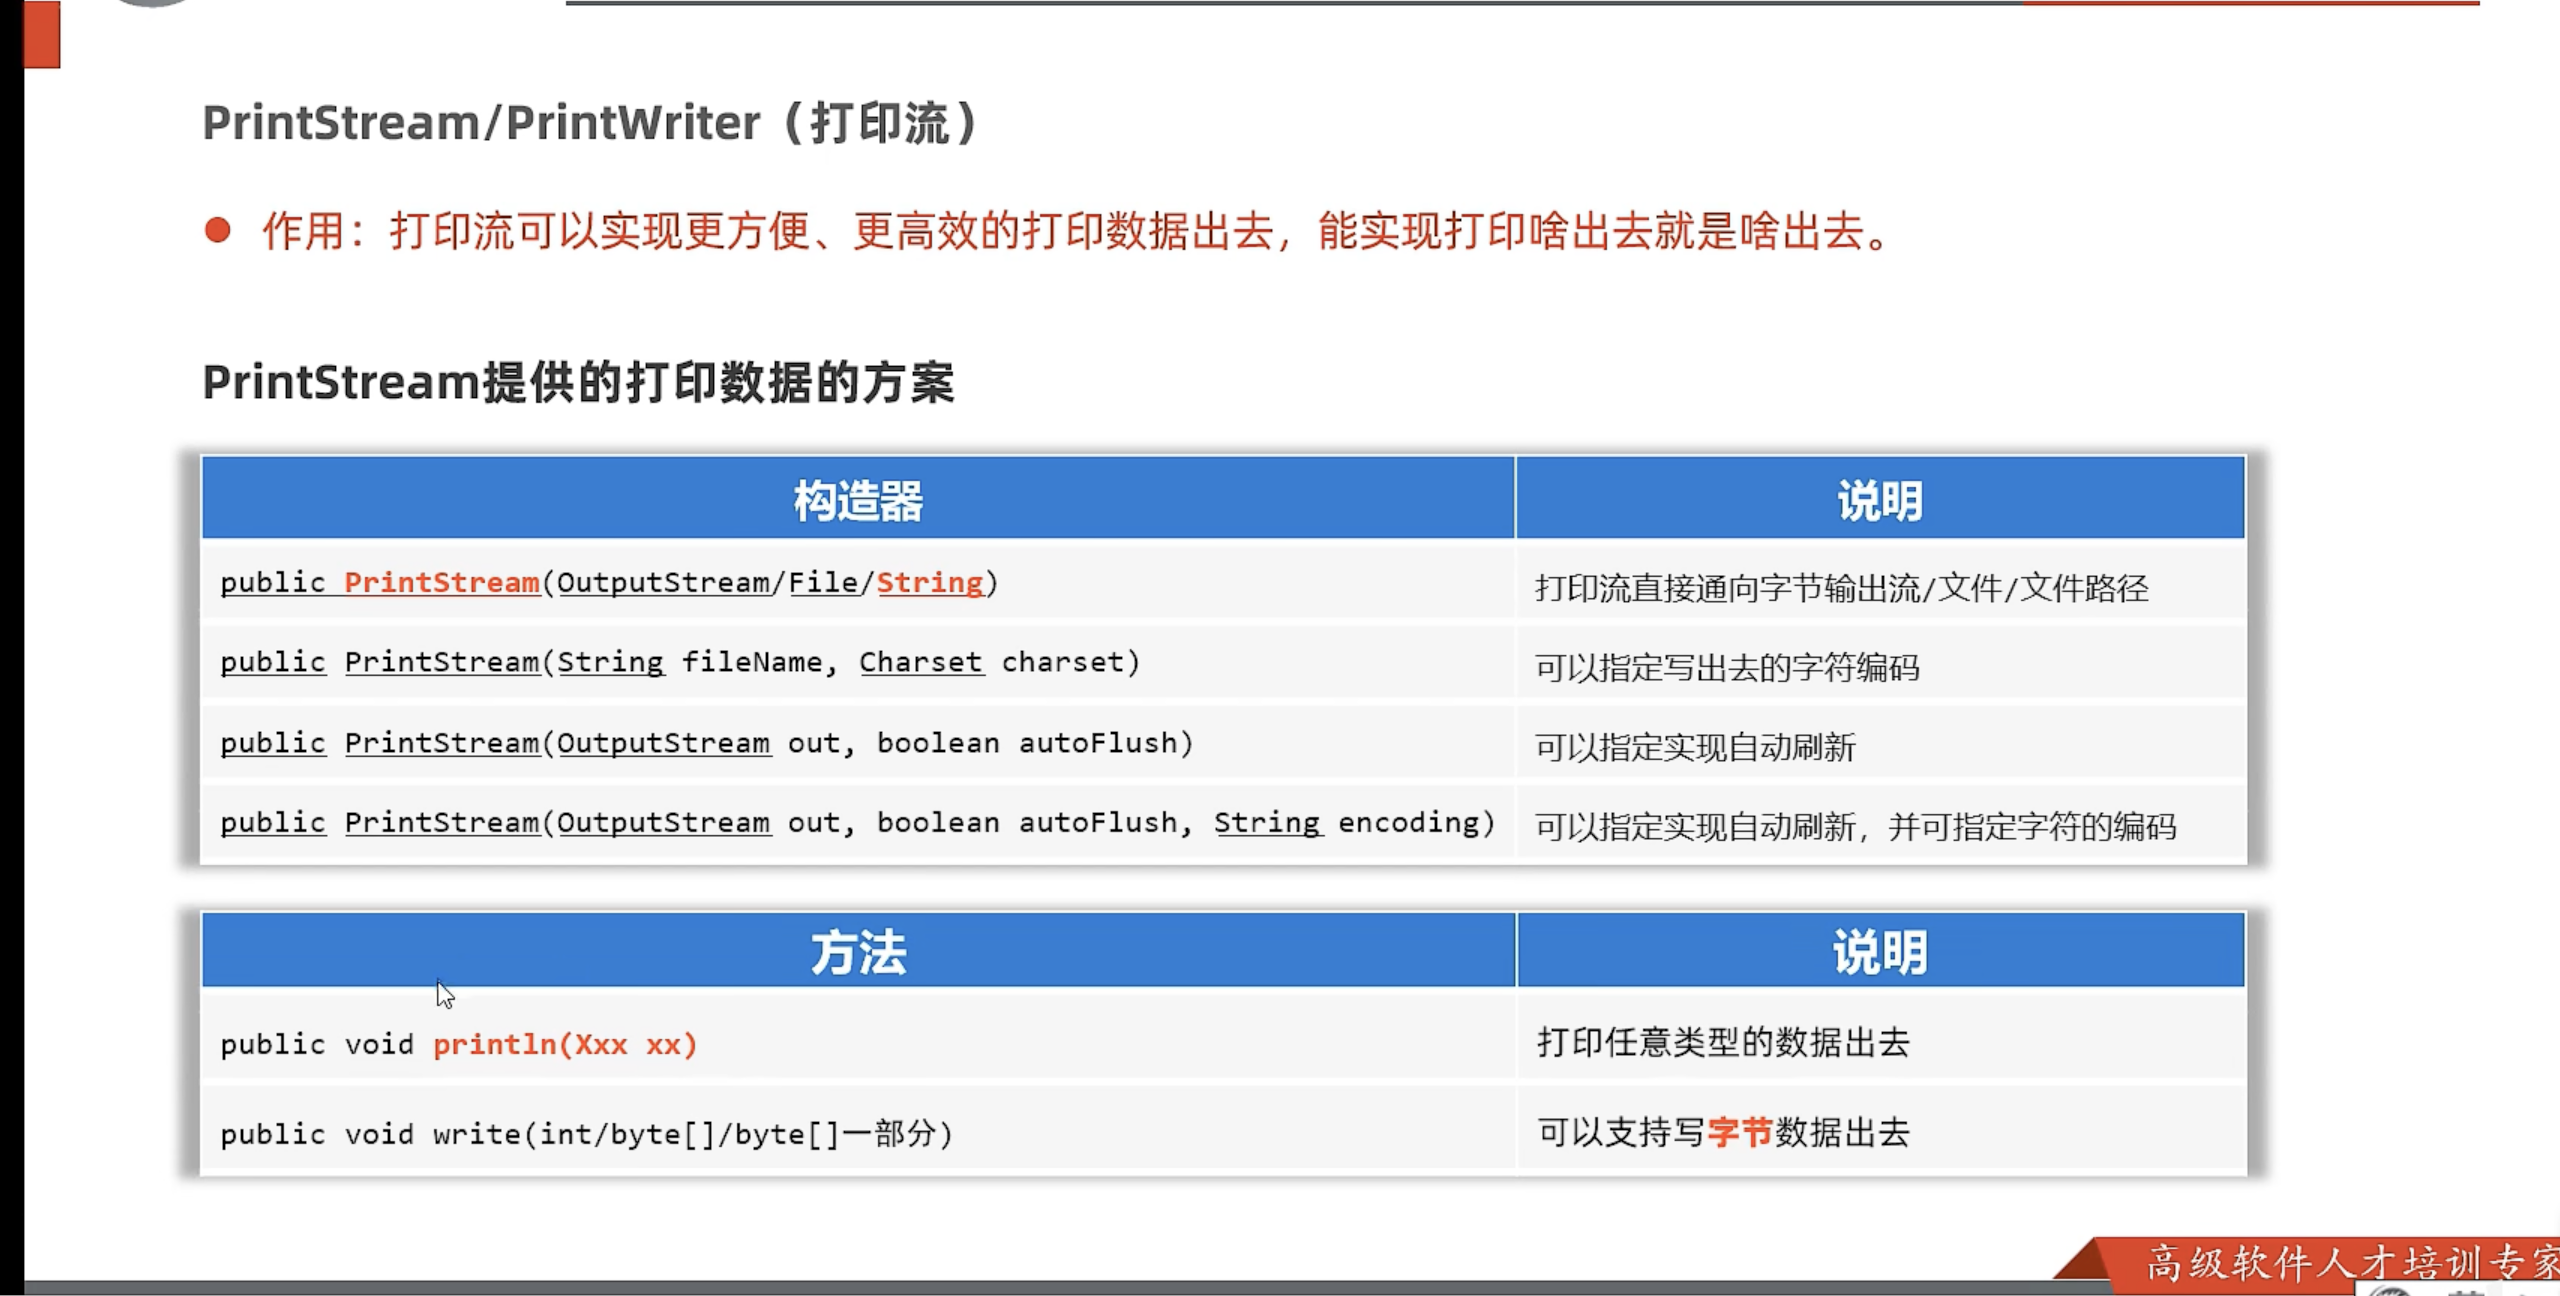 PrintStream/PrintWriter（打印流）
作用：打印流可以实现更方便、更高效的打印数据出去，能实现打印啥出去就是啥出去。
PrintStream提供的打印数据的方案
构造器 说明
public PrintStream(OutputStream/File/String) 打印流直接通向字节输出流/文件/文件路径
public PrintStream(String fileName, Charset charset) 可以指定写出去的字符编码
public PrintStream(OutputStream out, boolean autoFlush) 可以指定实现自动刷新
public PrintStream(OutputStream out, boolean autoFlush, String encoding) 可以指定实现自动刷新，并可指定字符的编码
方法 说明
public void println(Xxx xx) 打印任意类型的数据出去
public void write(int/byte[]/byte[]一部分) 可以支持写字节数据出去
高级软件人才培训专家